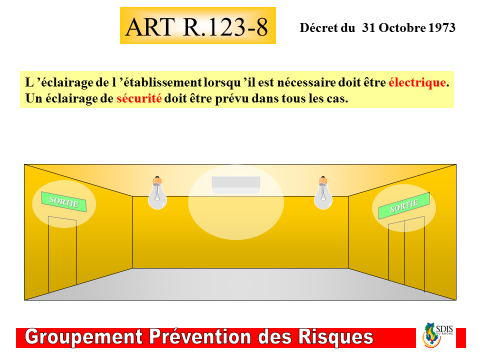 ART R.123-8
Décret du 31 Octobre 1973
L ’éclairage de l ’établissement lorsqu ’il est nécessaire doit être électrique.
Un éclairage de sécurité doit être prévu dans tous les cas.
SORTIE
SORTIE
Groupement Prévention des Risques
SDIS